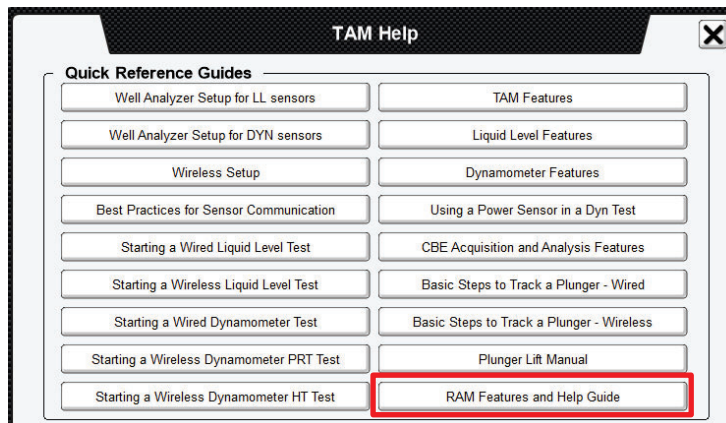 TAM Help
Quick Reference Guides
Well Analyzer Setup for LL sensors
TAM Features
Well Analyzer Setup for DYN sensors
Liquid Level Features
Wireless Setup
Dynamometer Features
Best Practices for Sensor Communication
Using a Power Sensor in a Dyn Test
Starting a Wired Liquid Level Test
CBE Acquisition and Analysis Features
Starting a Wireless Liquid Level Test
Basic Steps to Track a Plunger - Wired
Starting a Wired Dynamometer Test
Basic Steps to Track a Plunger - Wireless
Starting a Wireless Dynamometer PRT Test
Plunger Lift Manual
Starting a Wireless Dynamometer HT Test
RAM Features and Help Guide